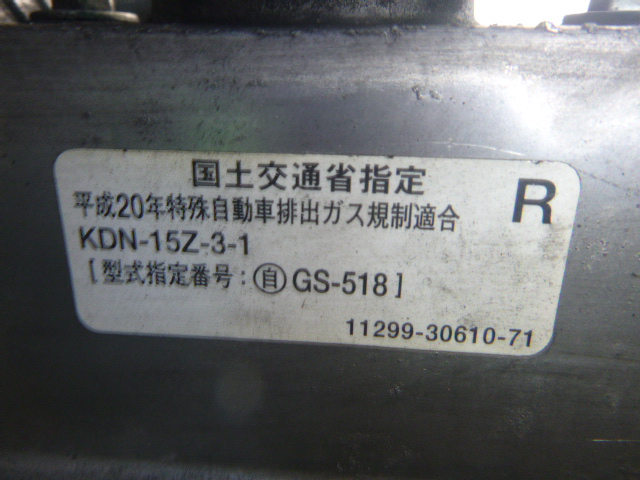 国土交通省指定
R
平成20年特殊自動車排出ガス規制適合
KDN-15Z-3-1
[型式指定番号:㊀GS-518]
11299-30610-71